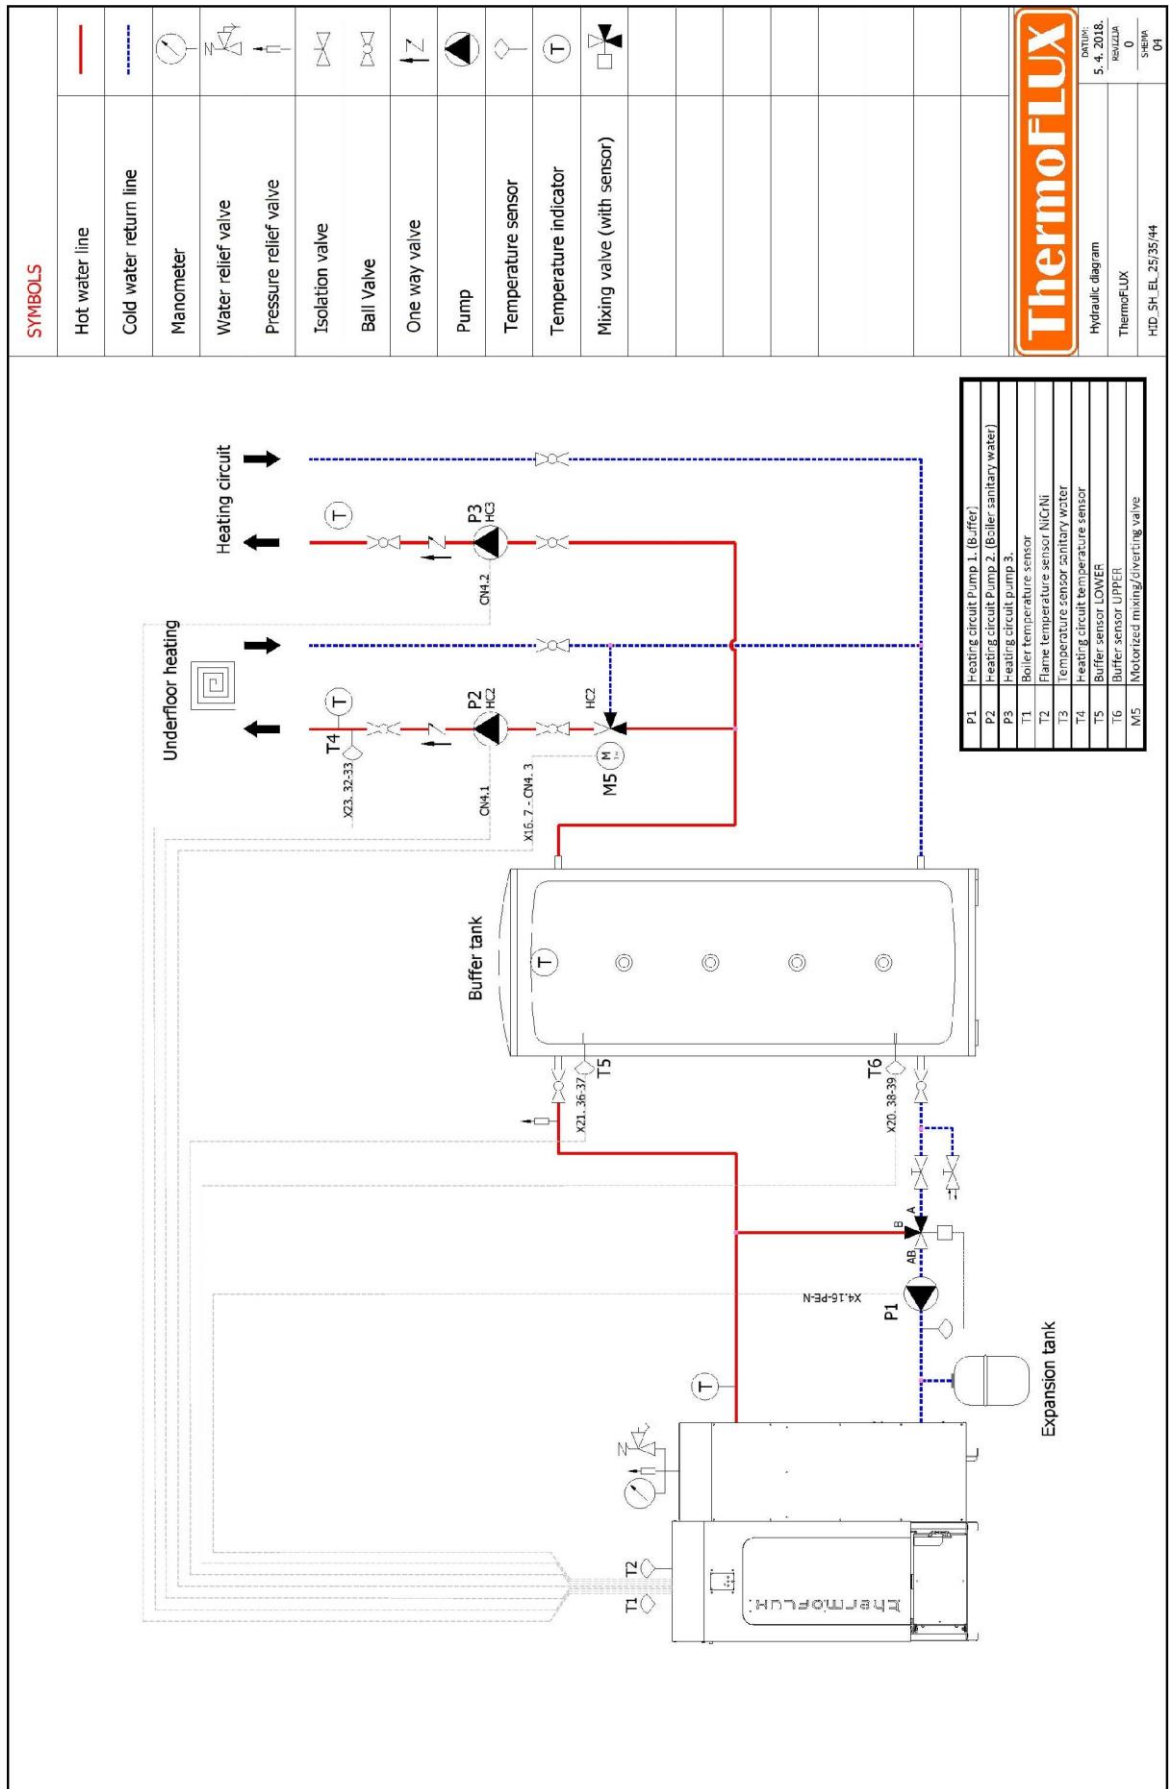 SYMBOLS
Hot water line
Cold water return line
Manometer
Water relief valve
Pressure relief valve
Isolation valve
Ball Valve
One way valve
Pump
Temperature sensor
T
Temperature indicator
Mixing valve (with sensor)
ThermoFLUX
DATUM:
5. 4. 2018.
REVIZIJA
0
SHEMA
04
Hydraulic diagram
ThermoFLUX
HID_SH_EL_25/35/44
Underfloor heating
Heating circuit
T4
T
T
X23. 32-33
P2
HC2
P3
HC3
CN4.1
CN4.2
X16. 7 - CN4. 3
M5
M
HC2
Buffer tank
T
T5
X21. 36-37
T6
X20. 38-39
B
A
AB
X4.16-PE-N
P1
T
Expansion tank
T1
T2
thermoFLUX
P1 Heating circuit Pump 1. (Buffer)
P2 Heating circuit Pump 2. (Boiler sanitary water)
P3 Heating circuit pump 3.
T1 Boiler temperature sensor
T2 Flame temperature sensor NiCrNi
T3 Temperature sensor sanitary water
T4 Heating circuit temperature sensor
T5 Buffer sensor LOWER
T6 Buffer sensor UPPER
M5 Motorized mixing/diverting valve